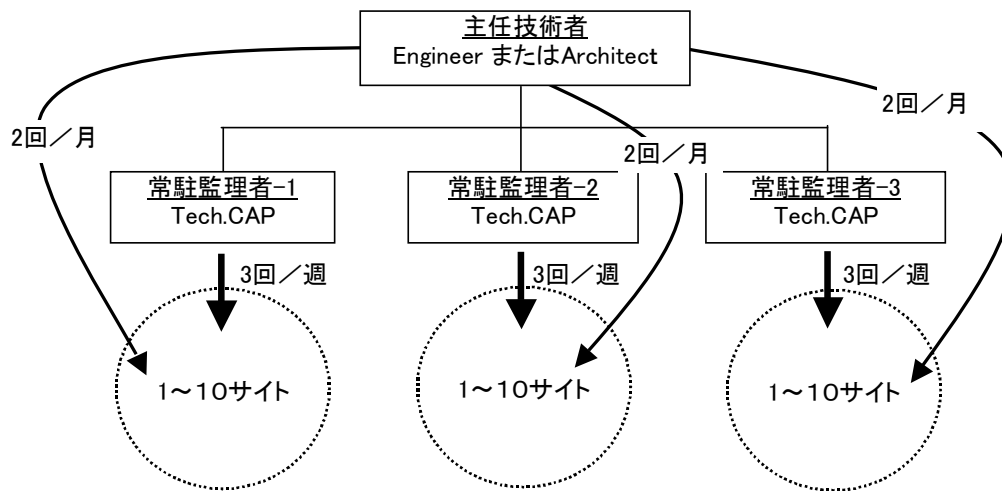 主任技術者
Engineer またはArchitect
2回／月
2回／月
2回／月
常駐監理者-1
Tech.CAP
常駐監理者-2
Tech.CAP
常駐監理者-3
Tech.CAP
3回／週
3回／週
3回／週
1～10サイト
1～10サイト
1～10サイト